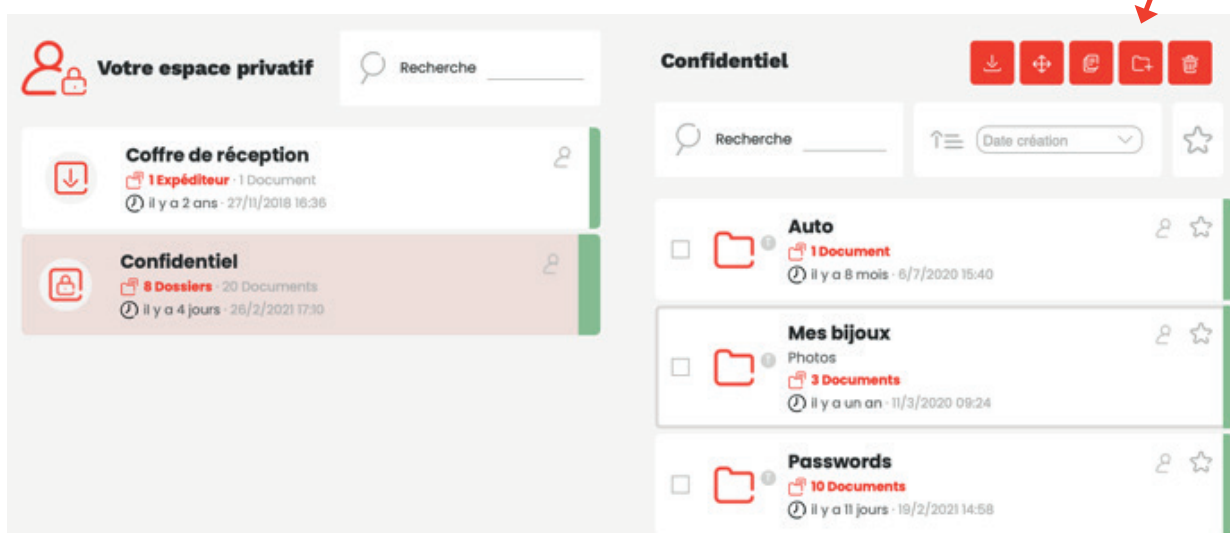 Votre espace privatif
Recherche
Coffre de réception
1 Expéditeur · 1 Document
il y a 2 ans · 27/11/2018 16:36
Confidentiel
8 Dossiers · 20 Documents
il y a 4 jours · 26/2/2021 17:10
Confidentiel
Recherche
Date création
Auto
1 Document
il y a 8 mois · 6/7/2020 15:40
Mes bijoux
Photos
3 Documents
il y a un an · 11/3/2020 09:24
Passwords
10 Documents
il y a 11 jours · 19/2/2021 14:58